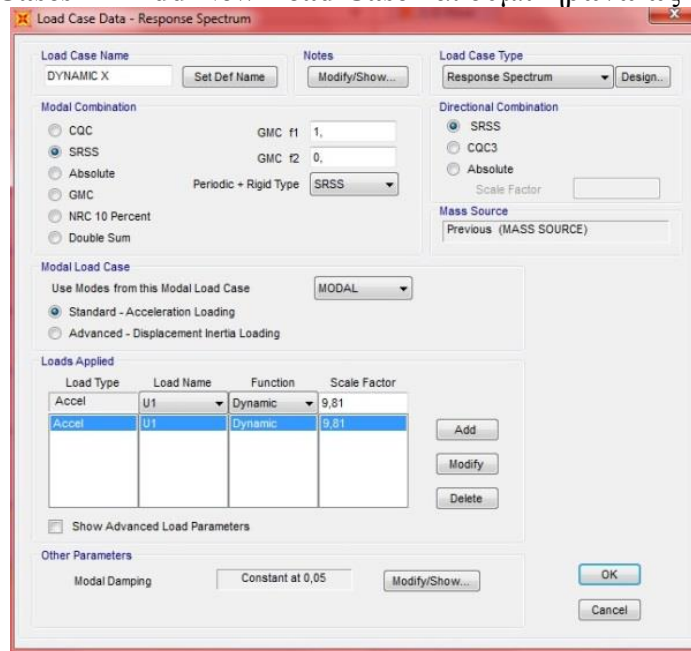 Load Case Data - Response Spectrum
Load Case Name
DYNAMIC X
Set Def Name
Notes
Modify/Show...
Load Case Type
Response Spectrum
Design..
Modal Combination
CQC
SRSS
Absolute
GMC
NRC 10 Percent
Double Sum
GMC f1
1,
GMC f2
0,
Periodic + Rigid Type
SRSS
Directional Combination
SRSS
CQC3
Absolute
Scale Factor
Mass Source
Previous (MASS SOURCE)
Modal Load Case
Use Modes from this Modal Load Case
MODAL
Standard - Acceleration Loading
Advanced - Displacement Inertia Loading
Loads Applied
Load Type Load Name Function Scale Factor
Accel U1 Dynamic 9,81
Accel U1 Dynamic 9,81
Add
Modify
Delete
Show Advanced Load Parameters
Other Parameters
Modal Damping
Constant at 0,05
Modify/Show...
OK
Cancel